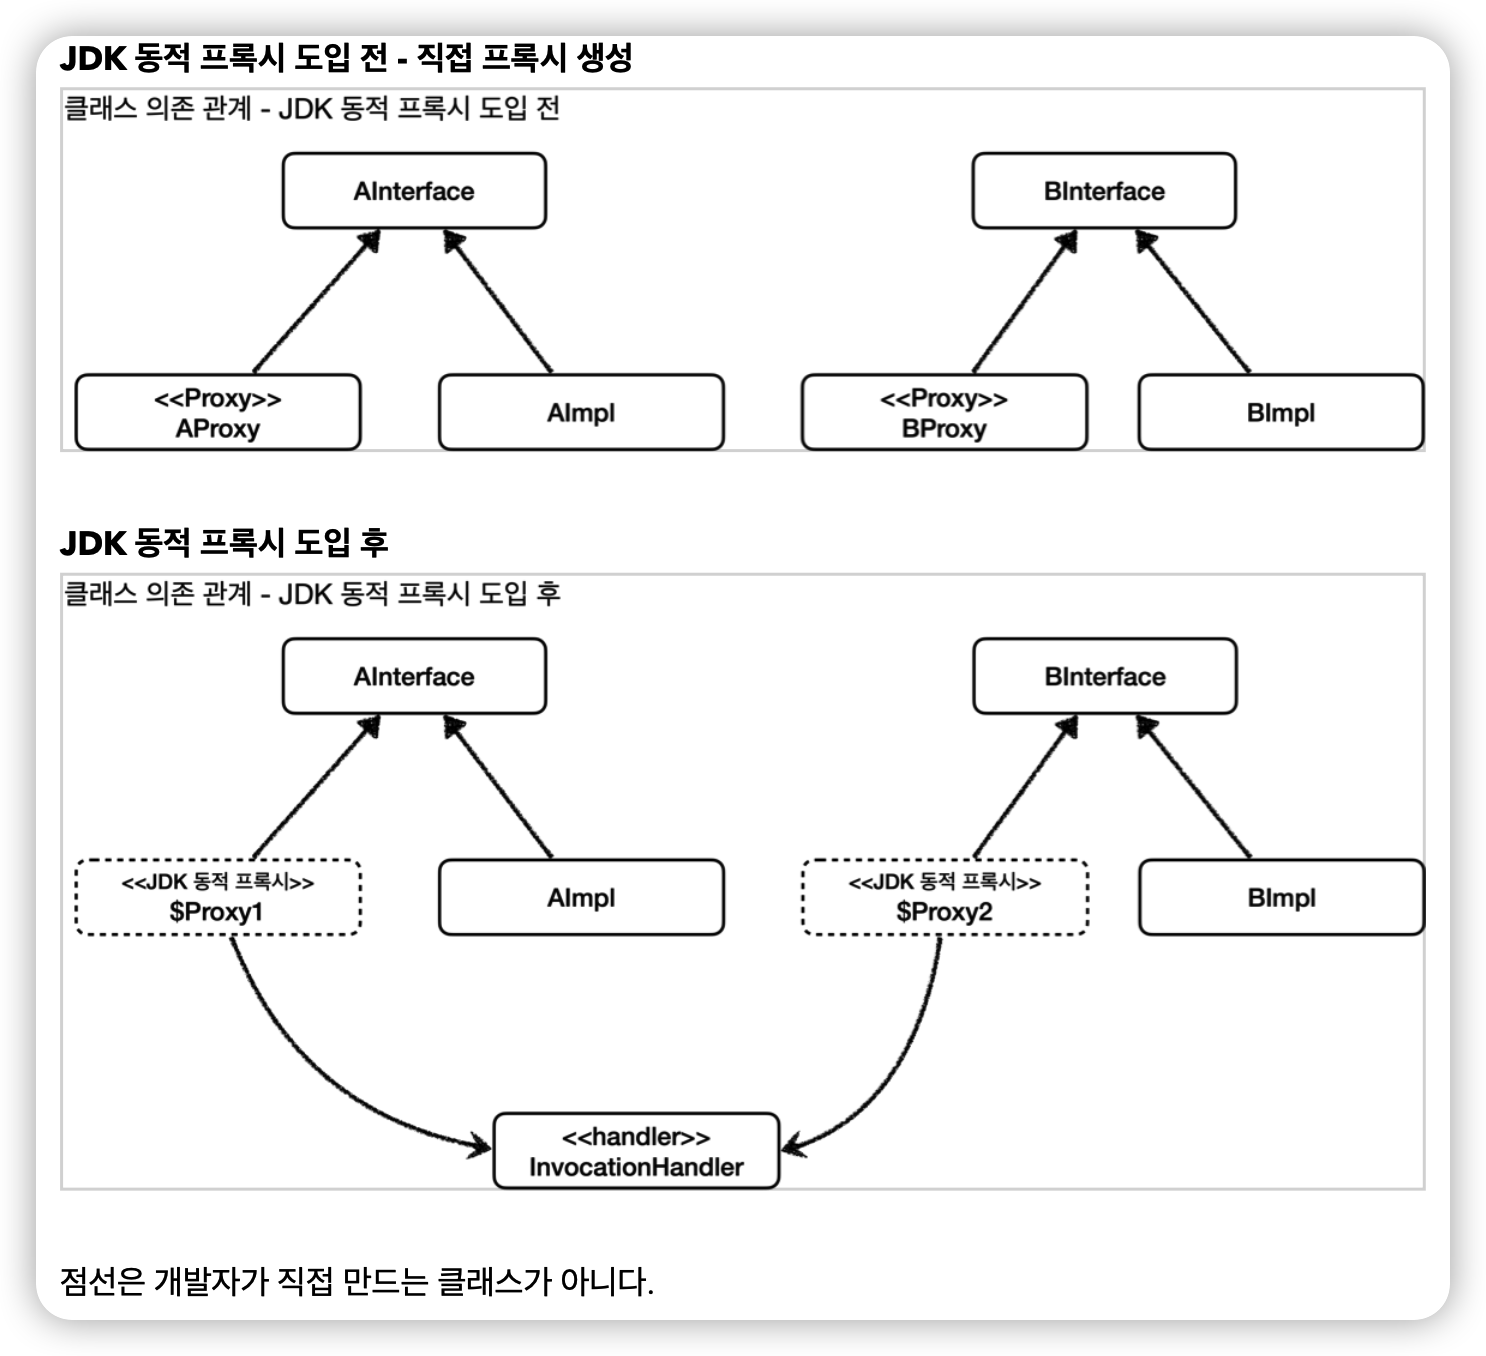 JDK 동적 프록시 도입 전 - 직접 프록시 생성
클래스 의존 관계 - JDK 동적 프록시 도입 전
AInterface
BInterface
<<Proxy>>
AProxy
AImpl
<<Proxy>>
BProxy
BImpl
JDK 동적 프록시 도입 후
클래스 의존 관계 - JDK 동적 프록시 도입 후
AInterface
BInterface
<<JDK 동적 프록시>>
$Proxy1
AImpl
<<JDK 동적 프록시>>
$Proxy2
BImpl
<<handler>>
InvocationHandler
점선은 개발자가 직접 만드는 클래스가 아니다.